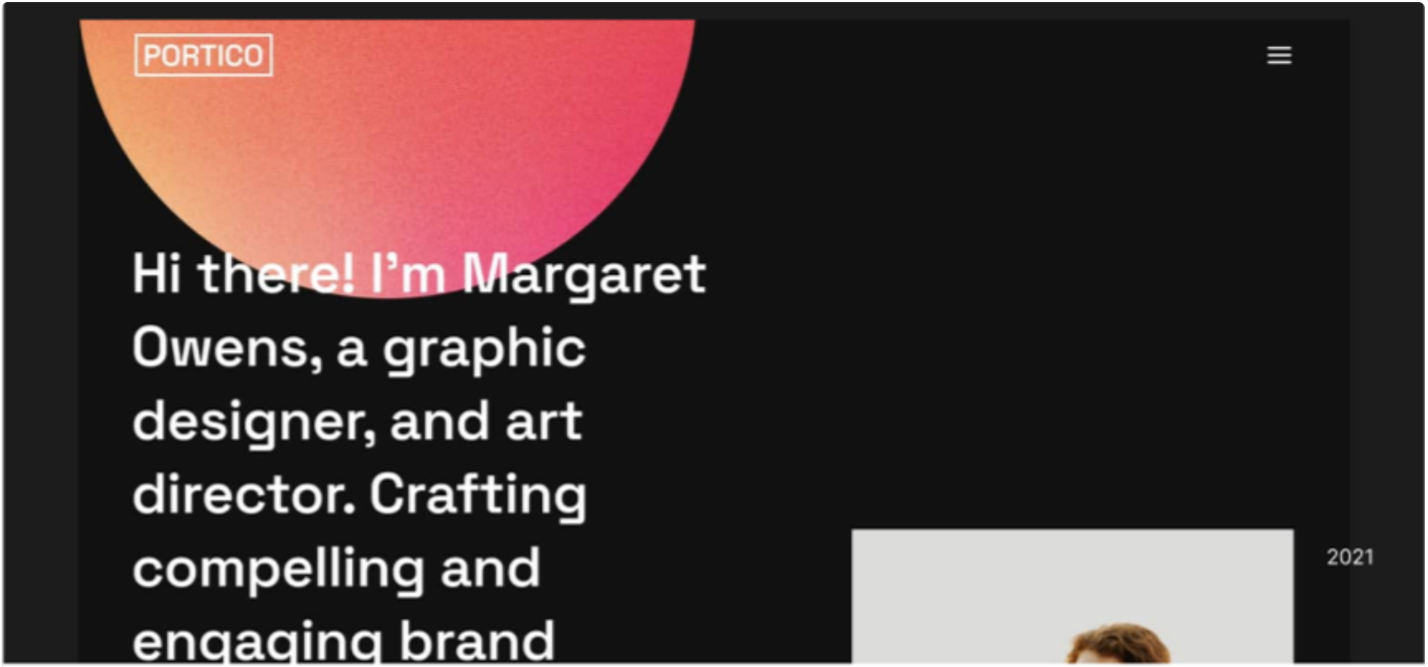 PORTICO
Hi there! I’m Margaret
Owens, a graphic
designer, and art
director. Crafting
compelling and
engaging brand
2021